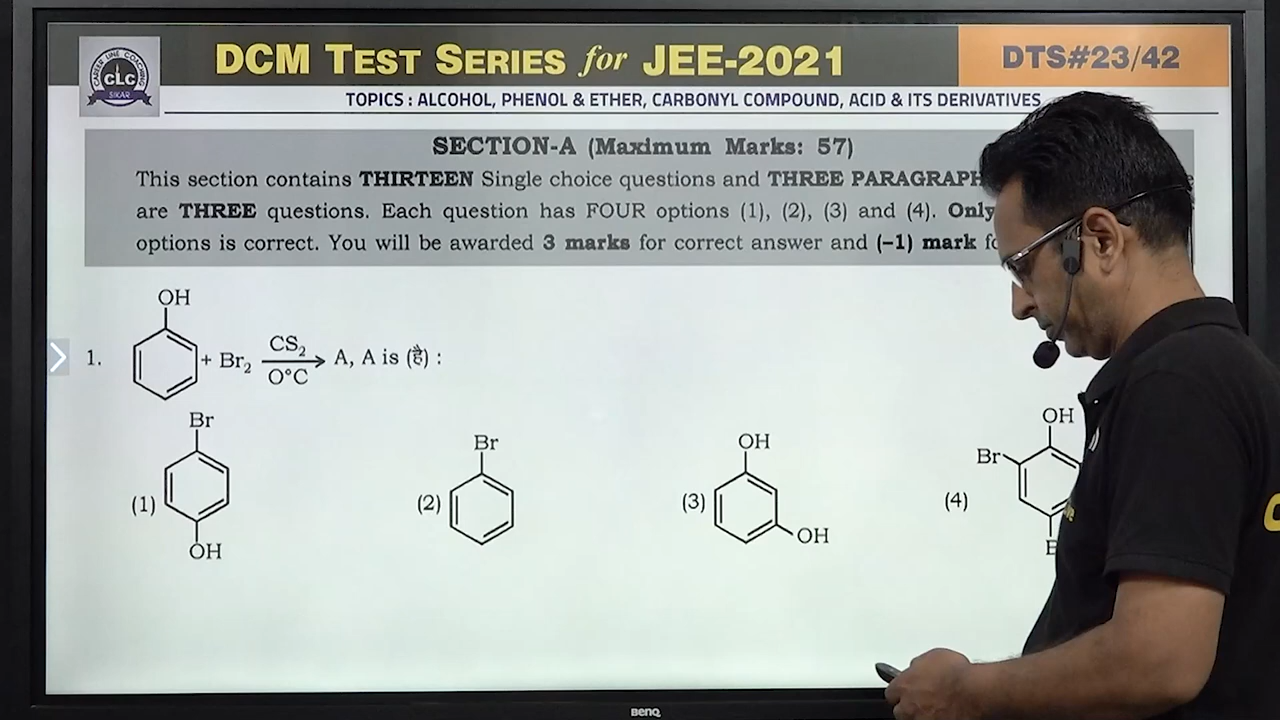 DCM TEST SERIES for JEE-2021
DTS#23/42
CAREER LINE COACHING
CLC
SIKAR
TOPICS : ALCOHOL, PHENOL & ETHER, CARBONYL COMPOUND, ACID & ITS DERIVATIVES
SECTION-A (Maximum Marks: 57)
This section contains THIRTEEN Single choice questions and THREE PARAGRAPH
are THREE questions. Each question has FOUR options (1), (2), (3) and (4). Only
options is correct. You will be awarded 3 marks for correct answer and (–1) mark
OH
1. + Br₂ CS₂ 0°C A, A is (है) :
(1) Br OH
(2) Br
(3) OH OH
(4) OH Br
BenQ